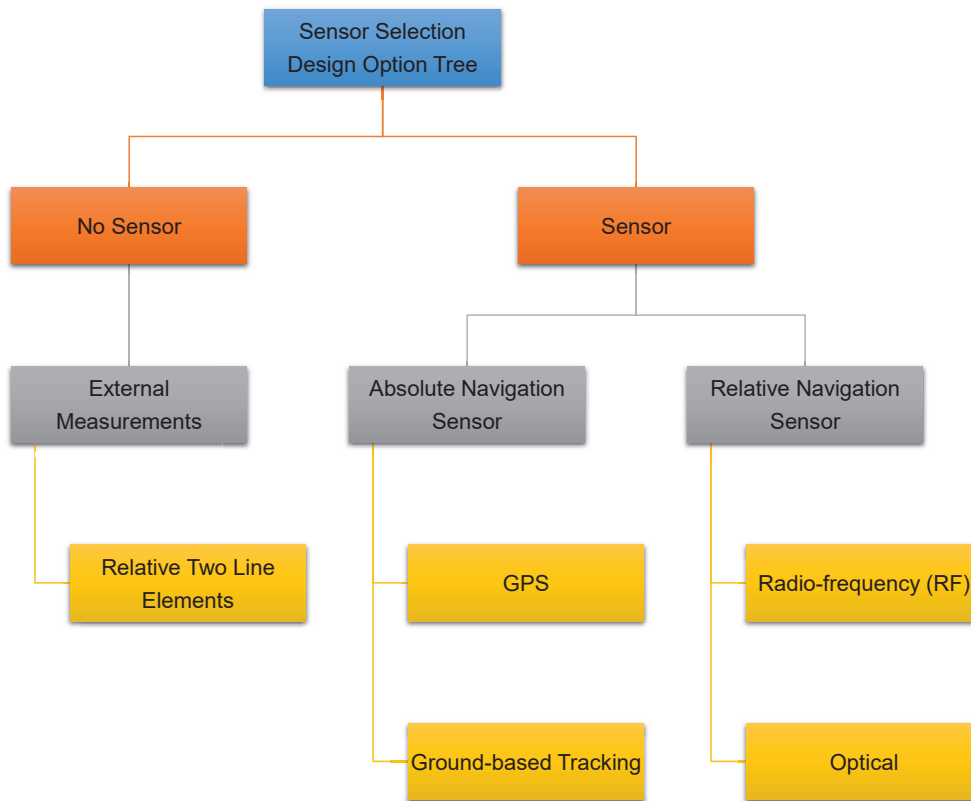 Sensor Selection
Design Option Tree
No Sensor
Sensor
External
Measurements
Absolute Navigation
Sensor
Relative Navigation
Sensor
Relative Two Line
Elements
GPS
Radio-frequency (RF)
Ground-based Tracking
Optical